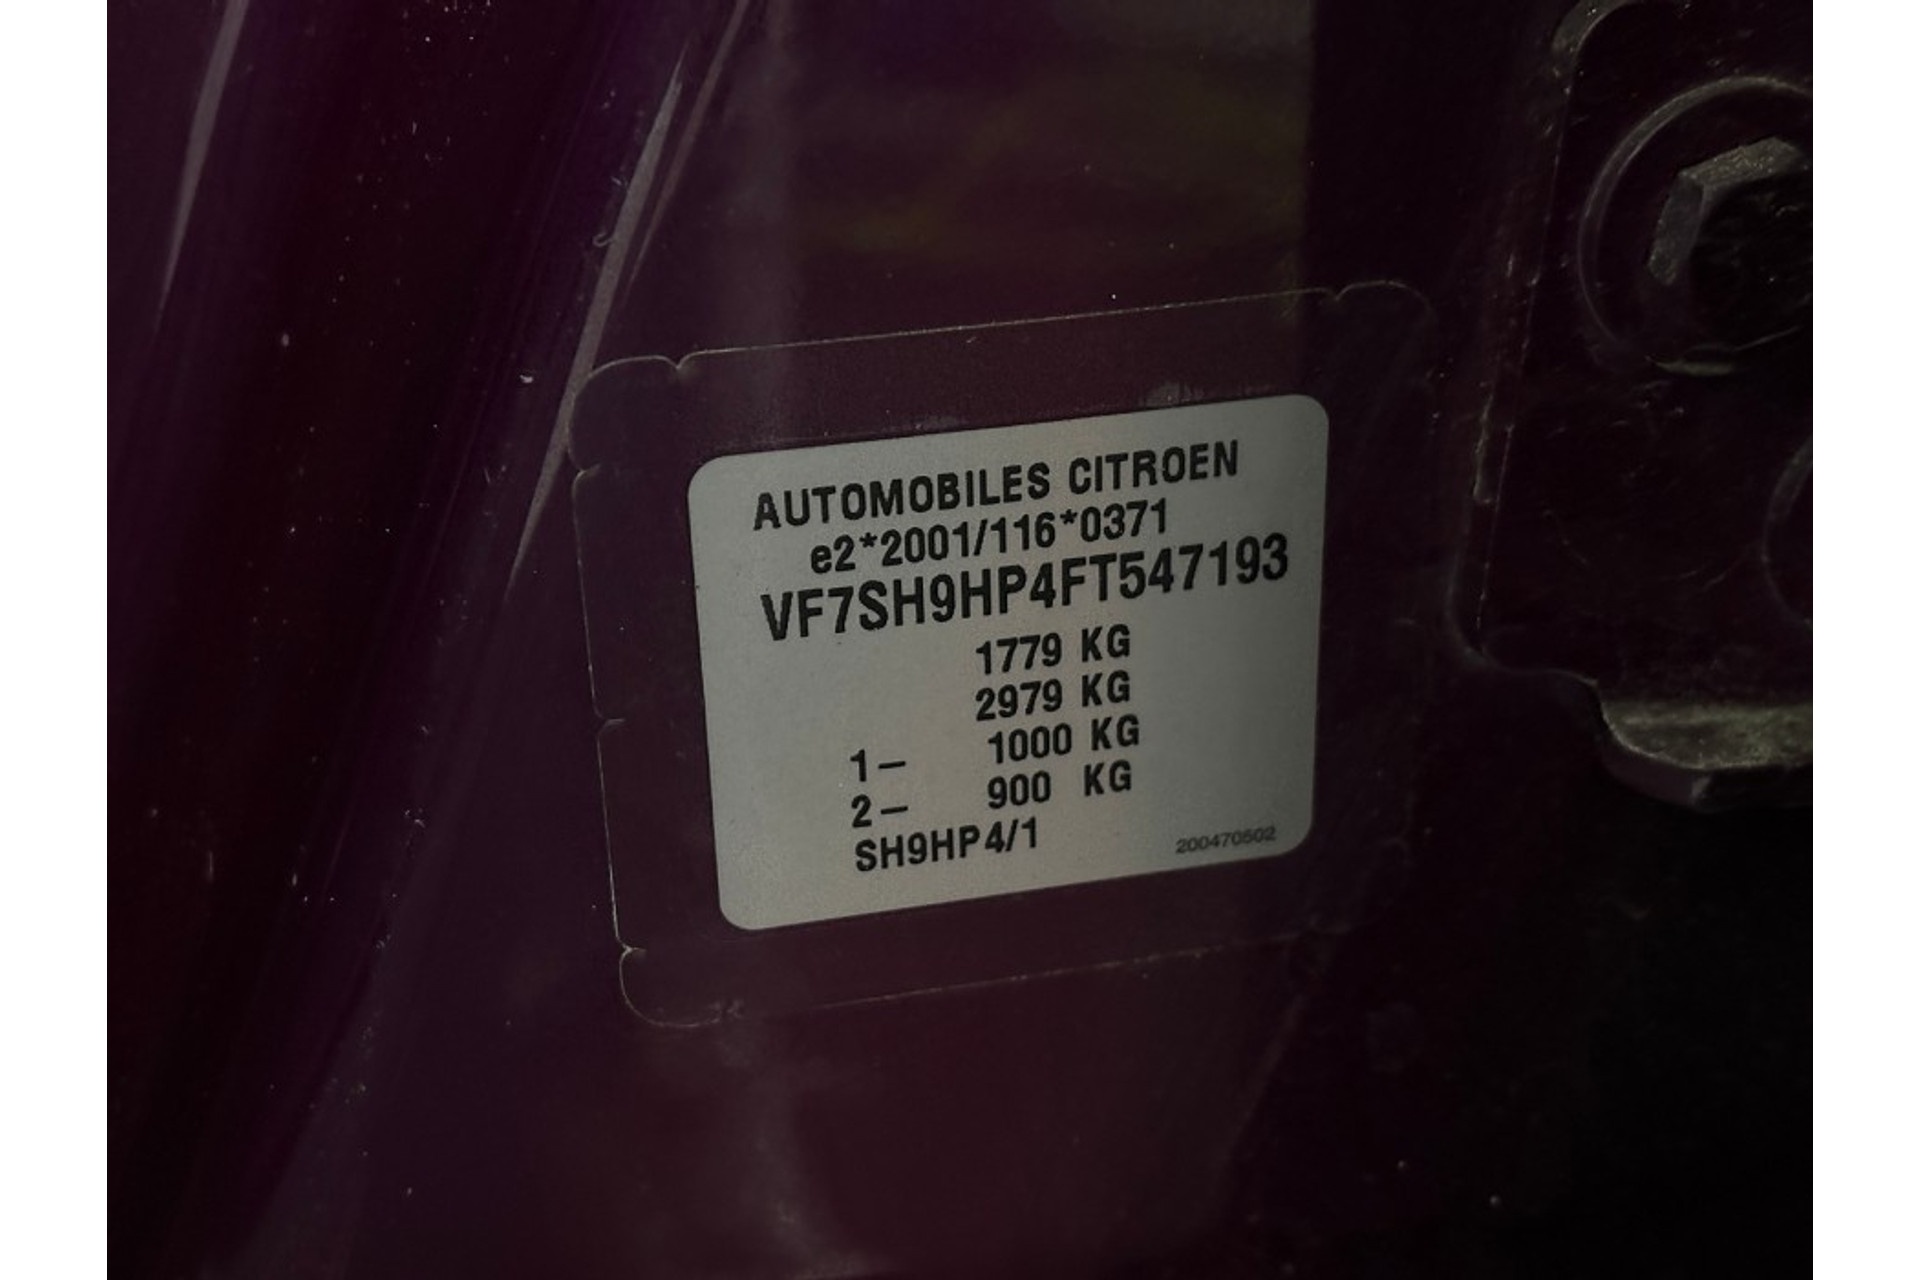 AUTOMOBILES CITROEN
e2*2001/116*0371
VF7SH9HP4FT547193
1779 KG
2979 KG
1– 1000 KG
2– 900 KG
SH9HP4/1
200470502